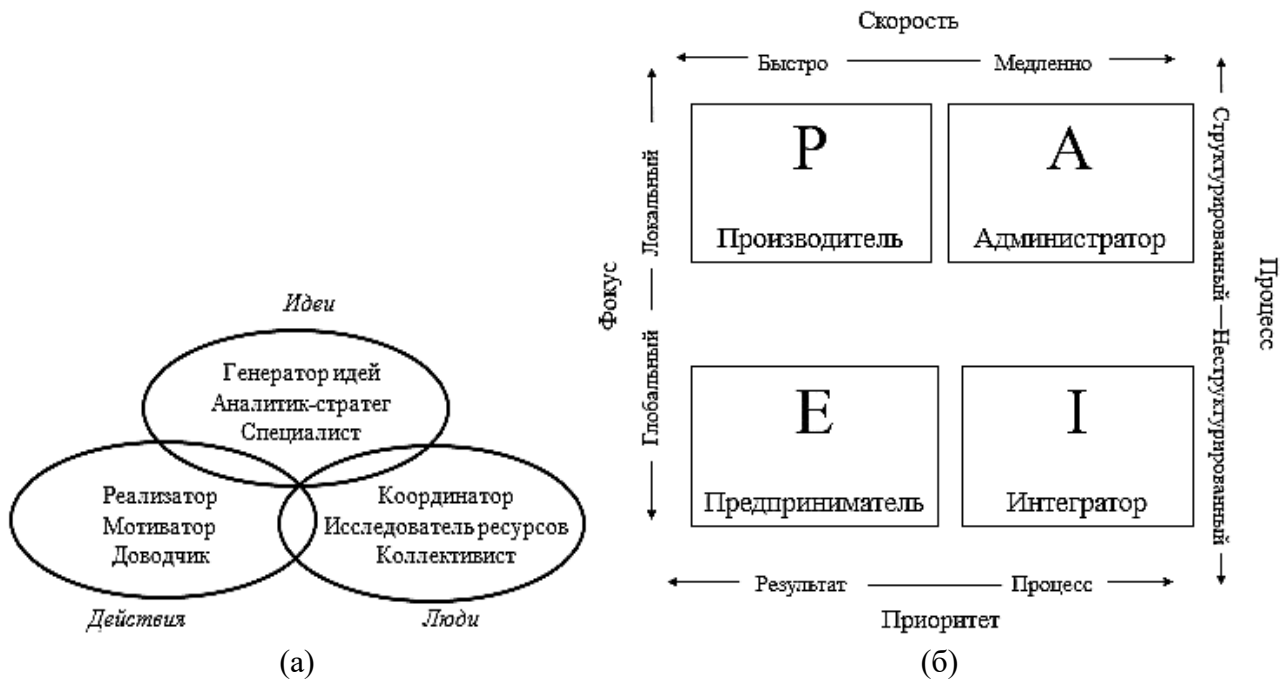 Идеи
Генератор идей
Аналитик-стратег
Специалист
Реализатор
Мотиватор
Доводчик
Координатор
Исследователь ресурсов
Коллективист
Действия
Люди
(а)
Скорость
Быстро
Медленно
Фокус
Локальный
Глобальный
P
Производитель
A
Администратор
E
Предприниматель
I
Интегратор
Структурированный
Неструктурированный
Процесс
Результат
Процесс
Приоритет
(б)